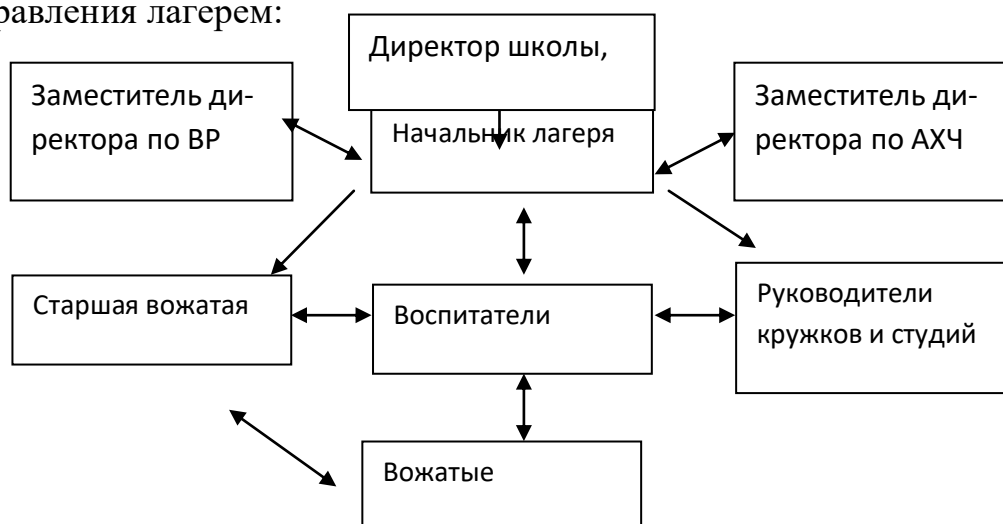 равления лагерем:
Директор школы,
Заместитель ди-
ректора по ВР
Начальник лагеря
Заместитель ди-
ректора по АХЧ
Старшая вожатая
Воспитатели
Руководители
кружков и студий
Вожатые